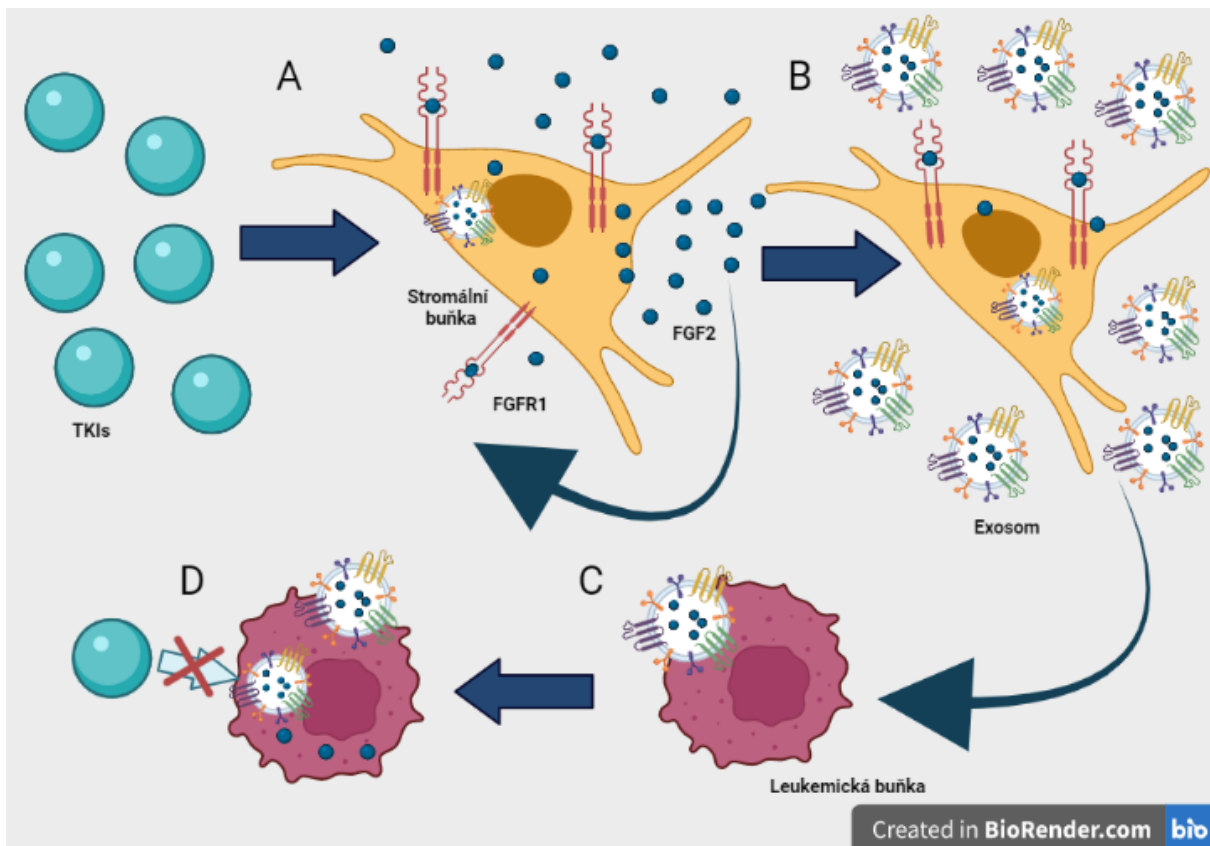 A
B
Stromální
buňka
FGF2
FGFR1
TKIs
Exosom
D
C
Leukemická buňka
Created in BioRender.com bio